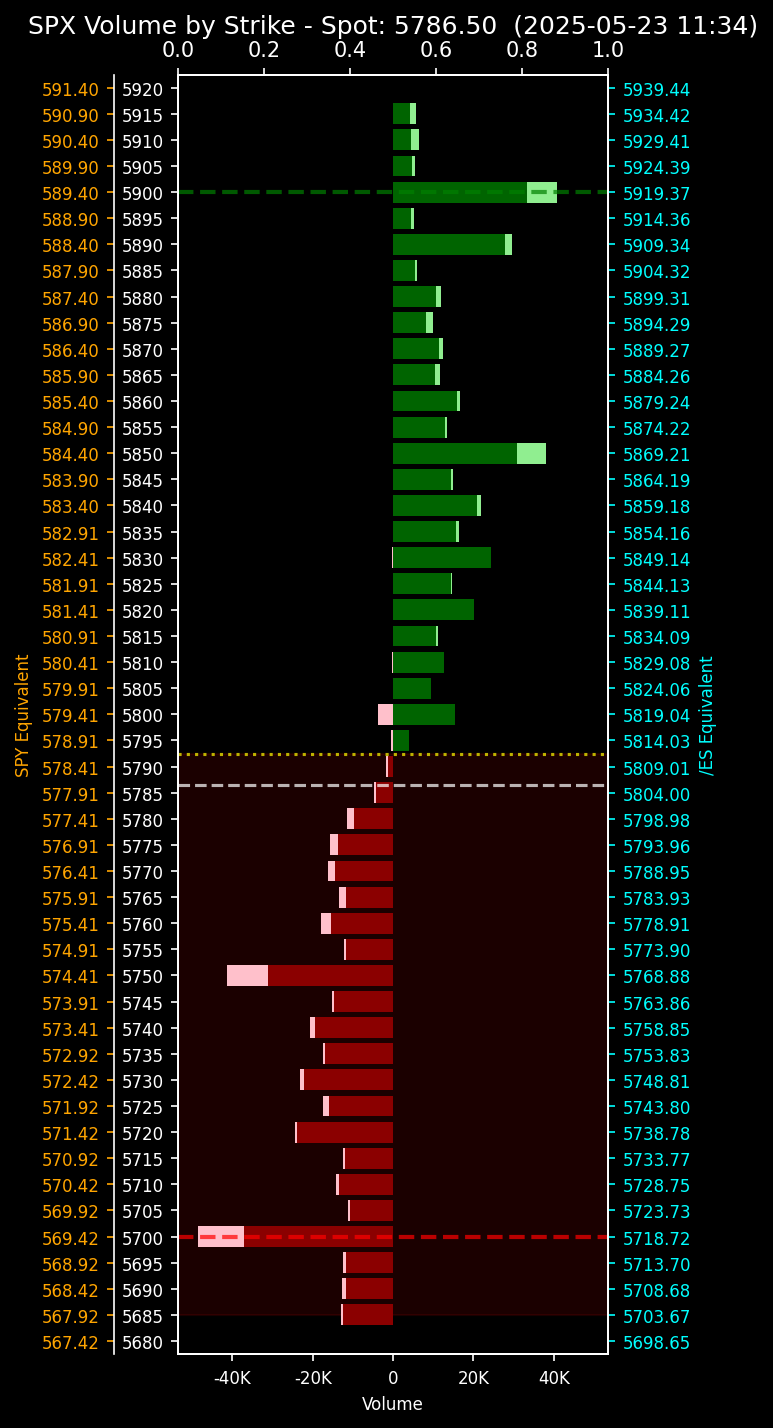 SPX Volume by Strike - Spot: 5786.50 (2025-05-23 11:34)
0.0 0.2 0.4 0.6 0.8 1.0
591.40 5920 5939.44
590.90 5915 5934.42
590.40 5910 5929.41
589.90 5905 5924.39
589.40 5900 5919.37
588.90 5895 5914.36
588.40 5890 5909.34
587.90 5885 5904.32
587.40 5880 5899.31
586.90 5875 5894.29
586.40 5870 5889.27
585.90 5865 5884.26
585.40 5860 5879.24
584.90 5855 5874.22
584.40 5850 5869.21
583.90 5845 5864.19
583.40 5840 5859.18
582.91 5835 5854.16
582.41 5830 5849.14
581.91 5825 5844.13
581.41 5820 5839.11
580.91 5815 5834.09
580.41 5810 5829.08
579.91 5805 5824.06
579.41 5800 5819.04
578.91 5795 5814.03
578.41 5790 5809.01
577.91 5785 5804.00
577.41 5780 5798.98
576.91 5775 5793.96
576.41 5770 5788.95
575.91 5765 5783.93
575.41 5760 5778.91
574.91 5755 5773.90
574.41 5750 5768.88
573.91 5745 5763.86
573.41 5740 5758.85
572.92 5735 5753.83
572.42 5730 5748.81
571.92 5725 5743.80
571.42 5720 5738.78
570.92 5715 5733.77
570.42 5710 5728.75
569.92 5705 5723.73
569.42 5700 5718.72
568.92 5695 5713.70
568.42 5690 5708.68
567.92 5685 5703.67
567.42 5680 5698.65
SPY Equivalent
/ES Equivalent
-40K -20K 0 20K 40K
Volume